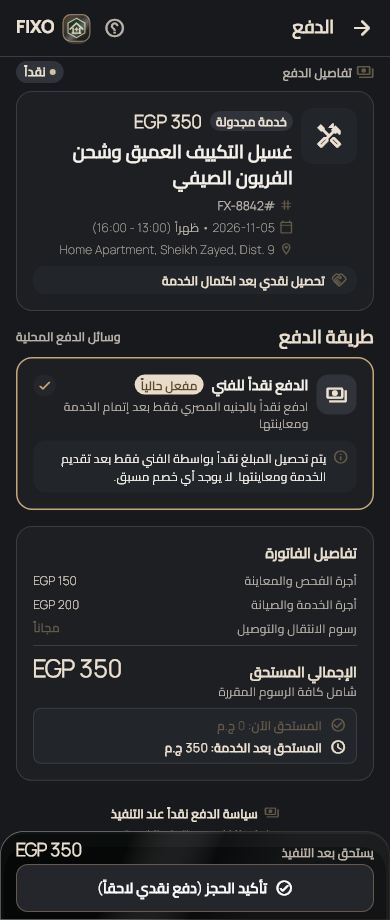 الدفع
FIXO
تفاصيل الدفع
نقداً
خدمة مجدولة EGP 350
غسيل التكييف العميق وشحن
الفريون الصيفي
FX-8842#
2026-11-05 • ظهراً (13:00 - 16:00)
Home Apartment, Sheikh Zayed, Dist. 9
تحصيل نقدي بعد اكتمال الخدمة
طريقة الدفع
وسائل الدفع المحلية
الدفع نقداً للفني مفعل حالياً
ادفع نقداً بالجنيه المصري فقط بعد إتمام الخدمة
ومعاينتها
يتم تحصيل المبلغ نقداً بواسطة الفني فقط بعد تقديم
الخدمة ومعاينتها. لا يوجد أي خصم مسبق.
تفاصيل الفاتورة
أجرة الفحص والمعاينة EGP 150
أجرة الخدمة والصيانة EGP 200
رسوم الانتقال والتوصيل مجاناً
الإجمالي المستحق EGP 350
شامل كافة الرسوم المقررة
المستحق الآن: 0 ج.م
المستحق بعد الخدمة: 350 ج.م
سياسة الدفع نقداً عند التنفيذ
يستحق بعد التنفيذ EGP 350
تأكيد الحجز (دفع نقدي لاحقاً)